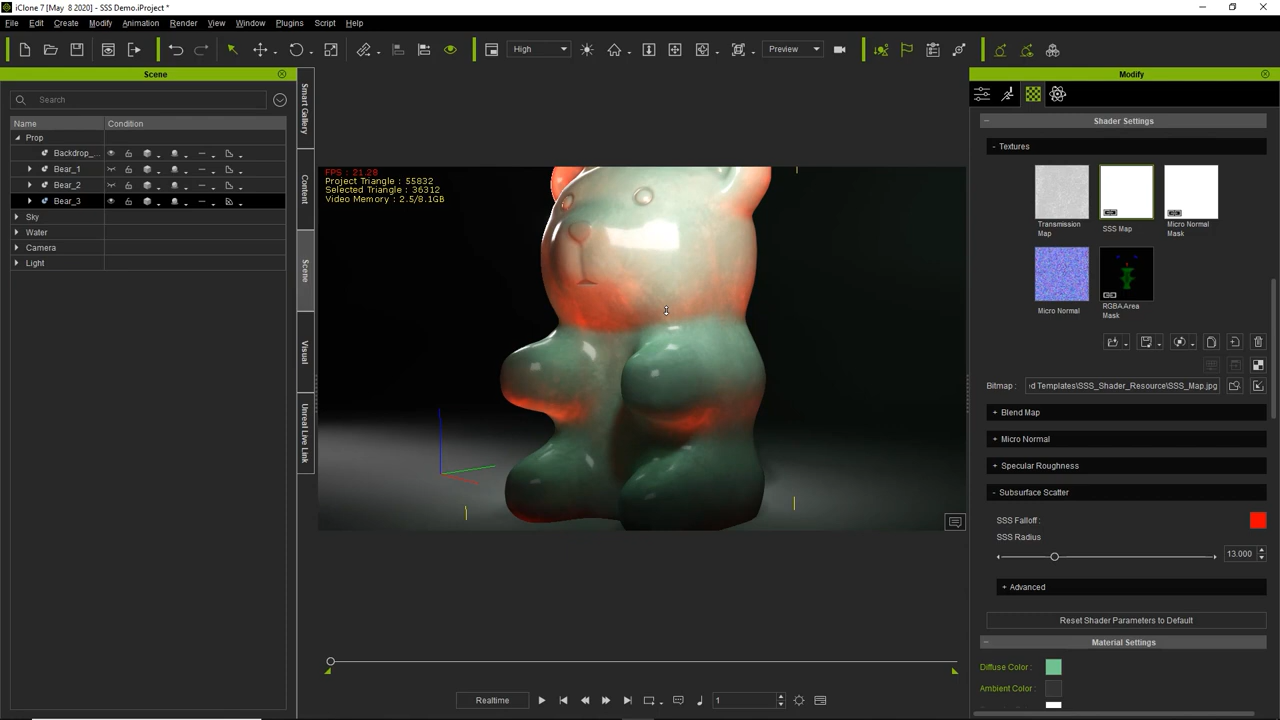 iClone 7 [May  8 2020] - SSS Demo.iProject *
File Edit Create Modify Animation Render View Window Plugins Script Help
High
Preview
Scene
Modify
Search
Name Condition
Prop
Backdrop_...
Bear_1
Bear_2
Bear_3
Sky
Water
Camera
Light
Smart Gallery
Content
Scene
Visual
Unreal Live Link
FPS : 21.28
Project Triangle : 55832
Selected Triangle : 36312
Video Memory : 2.5/8.1GB
Shader Settings
Textures
Transmission Map
SSS Map
Micro Normal Mask
Micro Normal
RGBA Area Mask
Bitmap : d Templates\SSS_Shader_Resource\SSS_Map.jpg
Blend Map
Micro Normal
Specular Roughness
Subsurface Scatter
SSS Falloff :
SSS Radius
13.000
Advanced
Reset Shader Parameters to Default
Material Settings
Diffuse Color :
Ambient Color :
Realtime
1